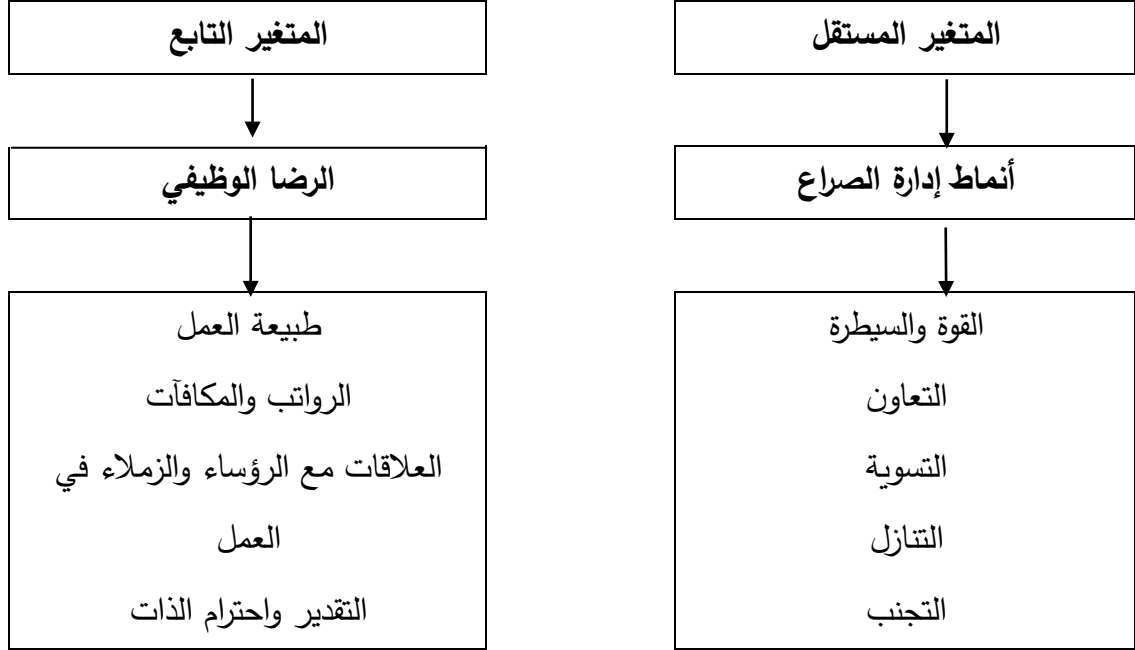 المتغير المستقل
أنماط إدارة الصراع
القوة والسيطرة
التعاون
التسوية
التنازل
التجنب
المتغير التابع
الرضا الوظيفي
طبيعة العمل
الرواتب والمكافآت
العلاقات مع الرؤساء والزملاء في
العمل
التقدير واحترام الذات